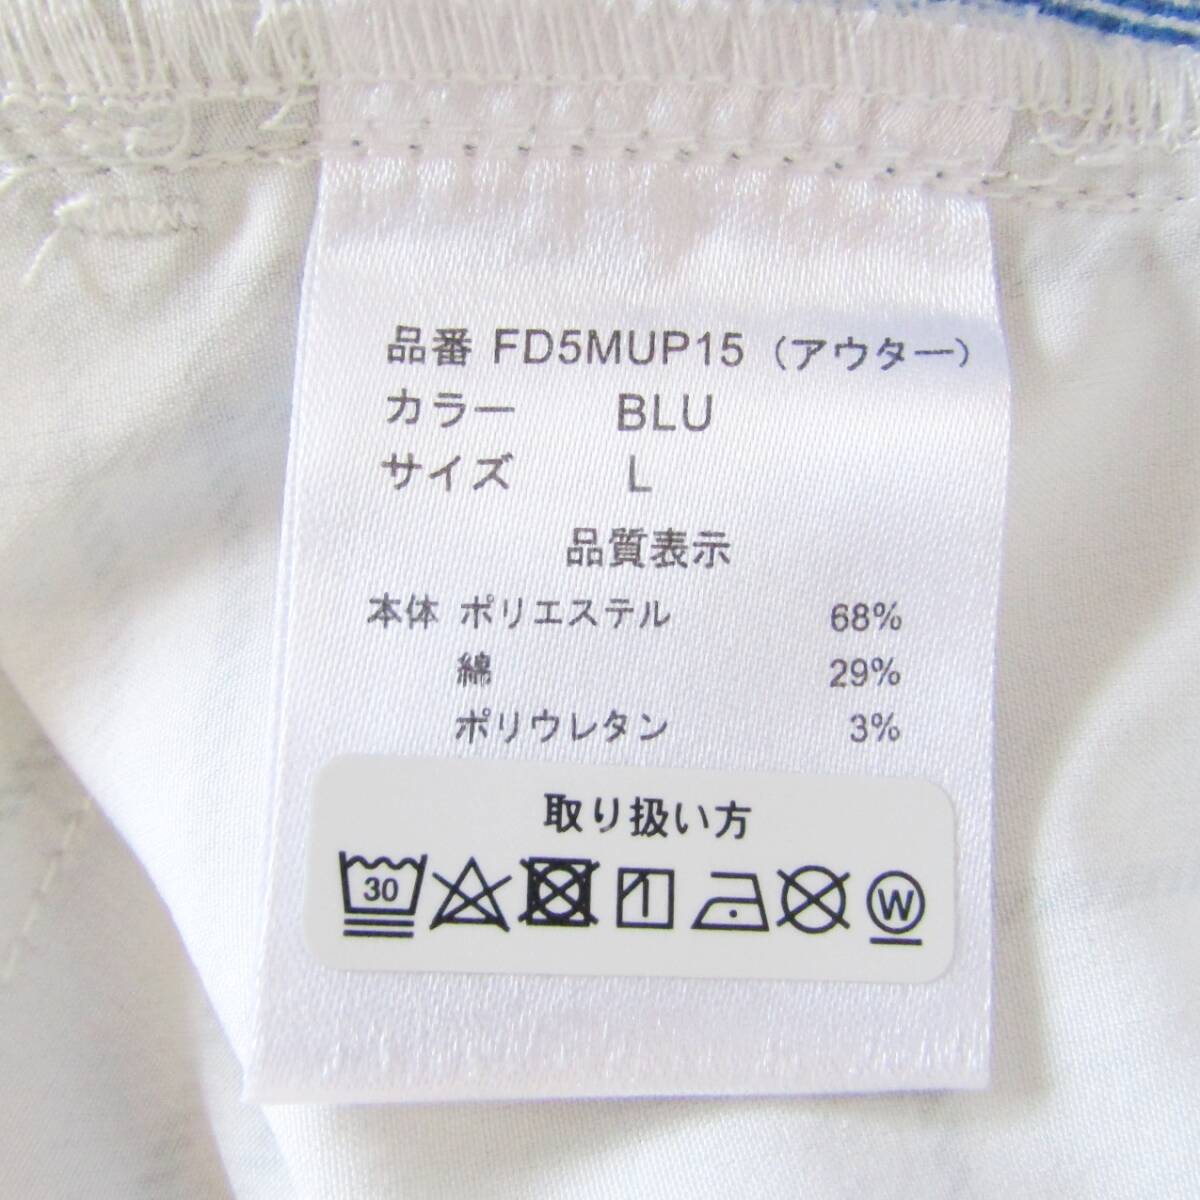 品番 FD5MUP15（アウター）
カラー BLU
サイズ L
品質表示
本体 ポリエステル 68%
綿 29%
ポリウレタン 3%
取り扱い方
30
W